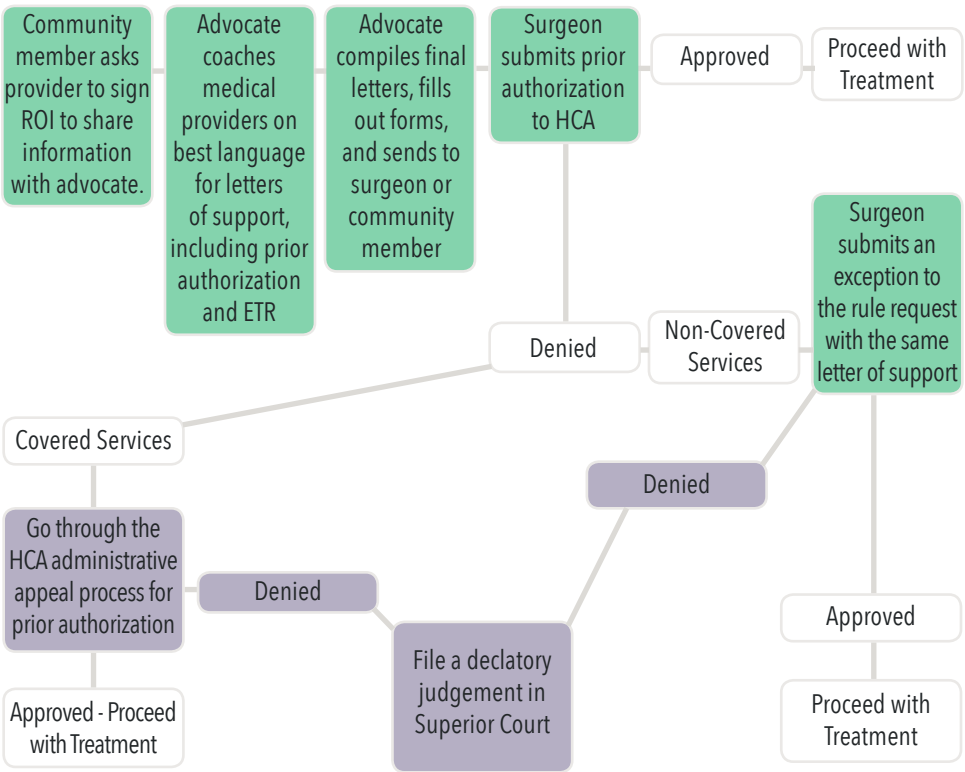 Community
member asks
provider to sign
ROI to share
information
with advocate.
Advocate
coaches
medical
providers on
best language
for letters
of support,
including prior
authorization
and ETR
Advocate
compiles final
letters, fills
out forms,
and sends to
surgeon or
community
member
Surgeon
submits prior
authorization
to HCA
Approved
Proceed with
Treatment
Denied
Non-Covered
Services
Surgeon
submits an
exception to
the rule request
with the same
letter of support
Covered Services
Denied
Go through the
HCA administrative
appeal process for
prior authorization
Denied
File a declatory
judgement in
Superior Court
Approved
Approved - Proceed
with Treatment
Proceed with
Treatment